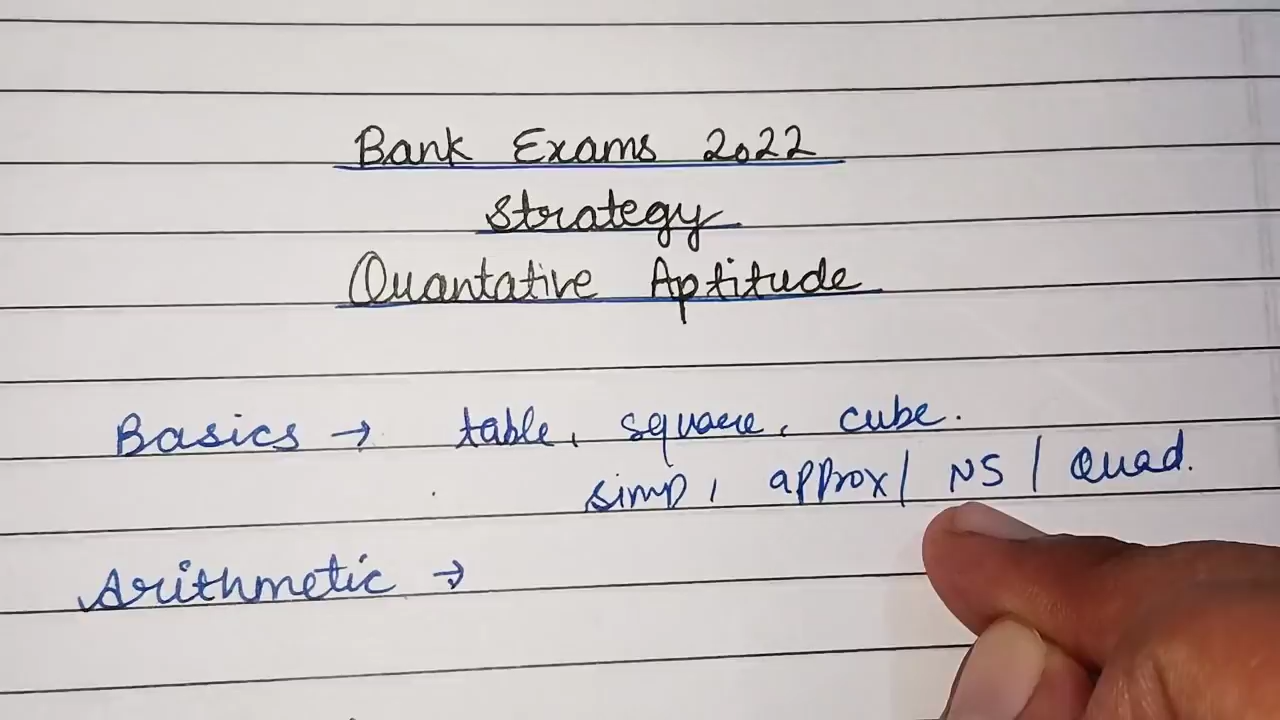 Bank Exams 2022
Strategy
Quantative Aptitude
Basics → table, square, cube.
simp, approx/ NS / Quad.
Arithmetic →